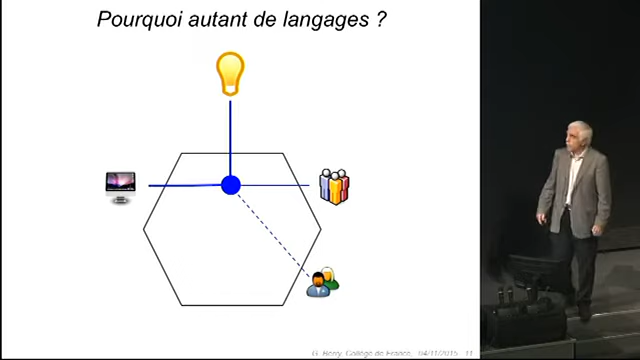 Pourquoi autant de langages ?
G. Berry, Collège de France, 04/11/2015 11